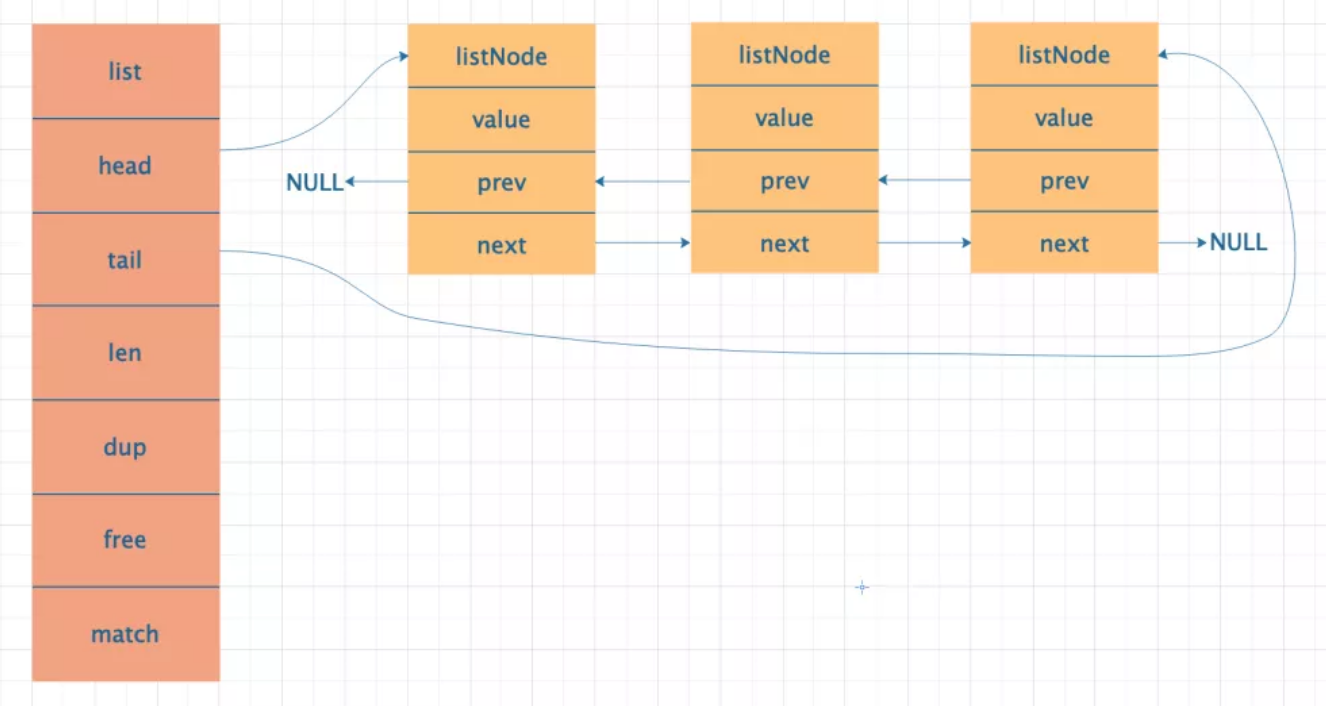 list
head
tail
len
dup
free
match
listNode
value
NULL
prev
next
listNode
value
prev
next
listNode
value
prev
next
NULL